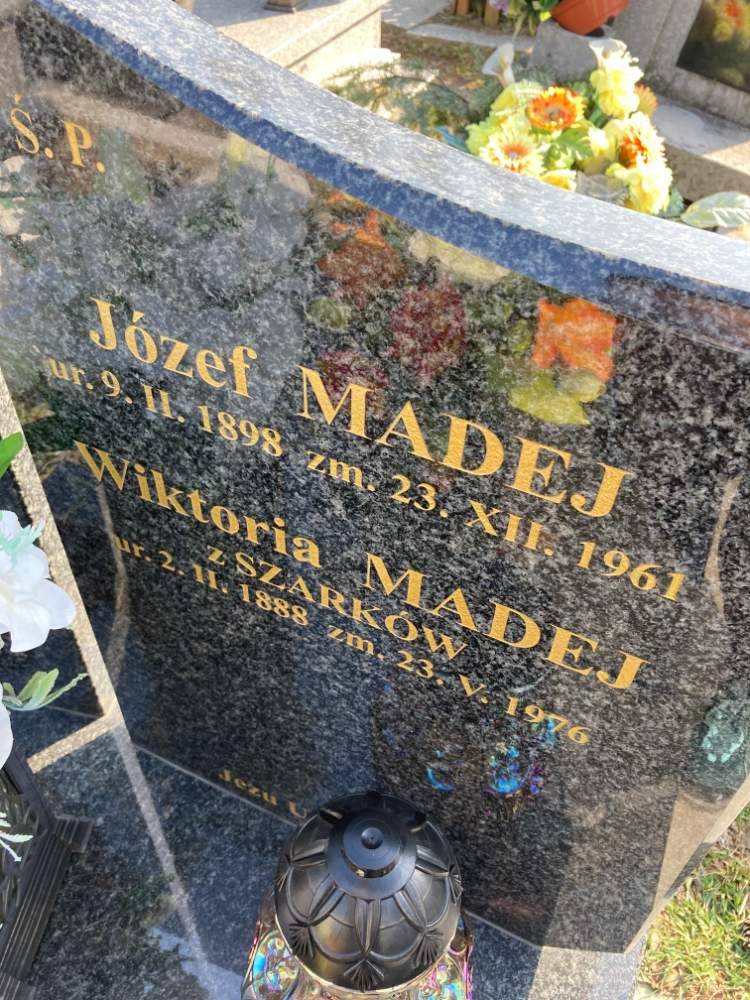 Ś. P.
Józef MADEJ
ur. 9. II. 1898 zm. 23. XII. 1961
Wiktoria MADEJ
z SZARKÓW
ur. 2. II. 1888 zm. 23. V. 1976
Jezu